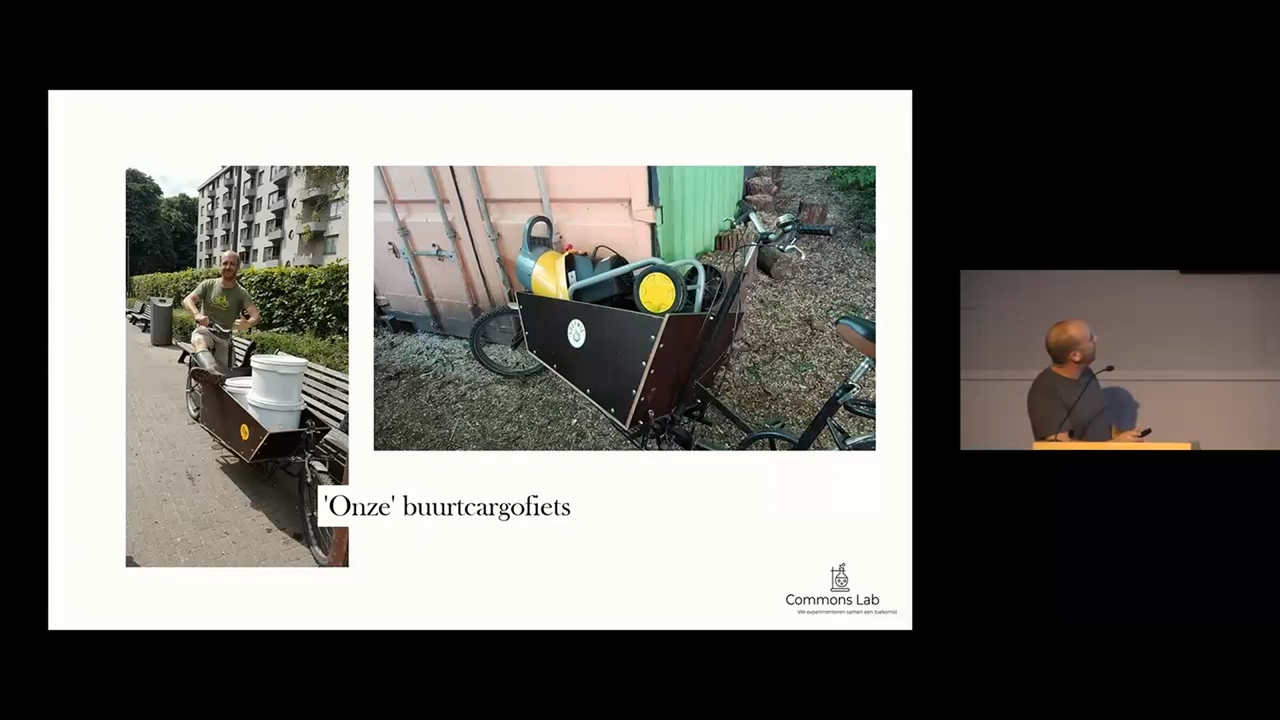 'Onze' buurtcargofiets
Commons Lab
We experimenteren samen een toekomst